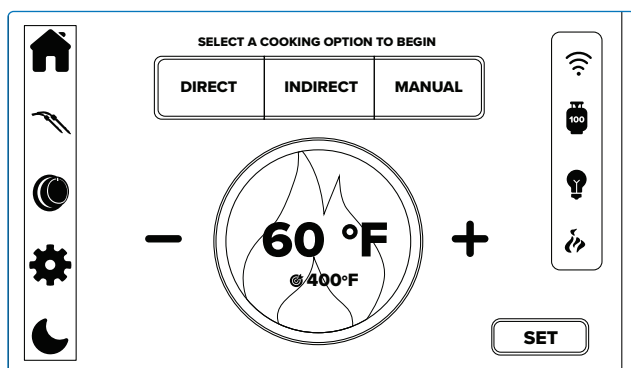 SELECT A COOKING OPTION TO BEGIN
DIRECT INDIRECT MANUAL
100
60 °F
400°F
SET